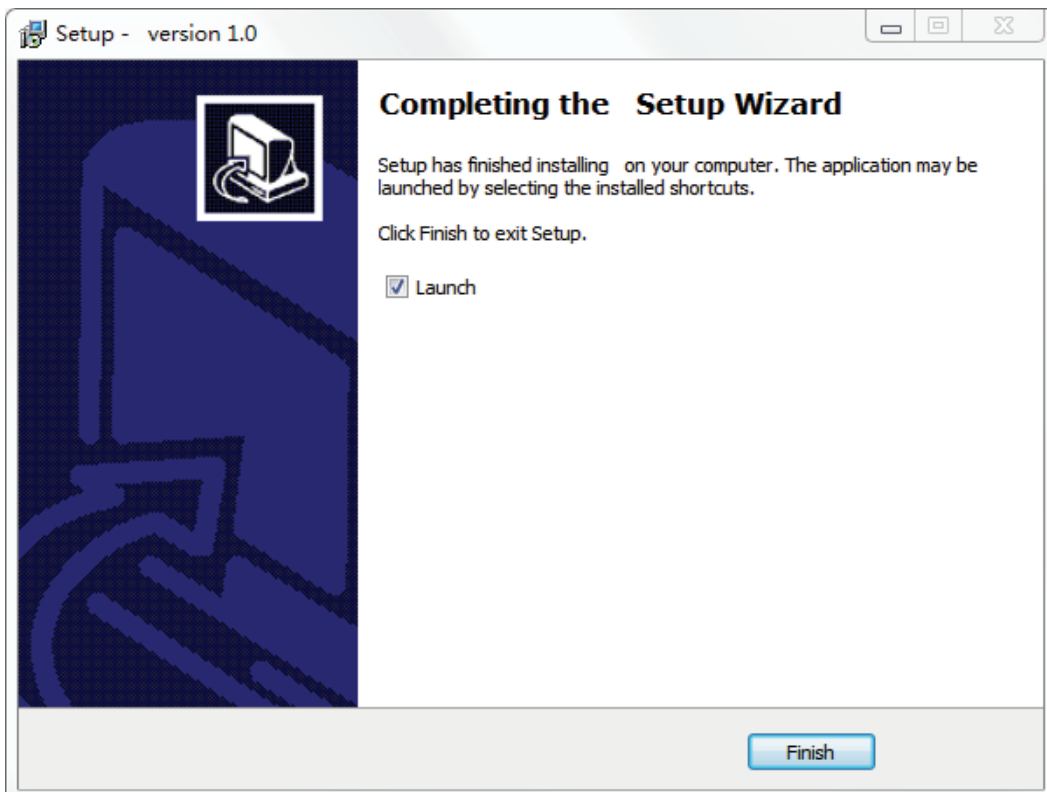 Setup -   version 1.0
Completing the   Setup Wizard
Setup has finished installing   on your computer. The application may be
launched by selecting the installed shortcuts.
Click Finish to exit Setup.
Launch
Finish